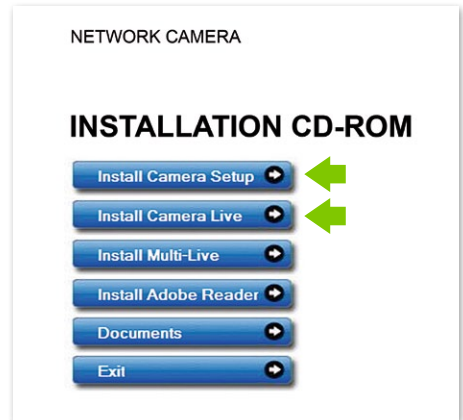 NETWORK CAMERA
INSTALLATION CD-ROM
Install Camera Setup
Install Camera Live
Install Multi-Live
Install Adobe Reader
Documents
Exit